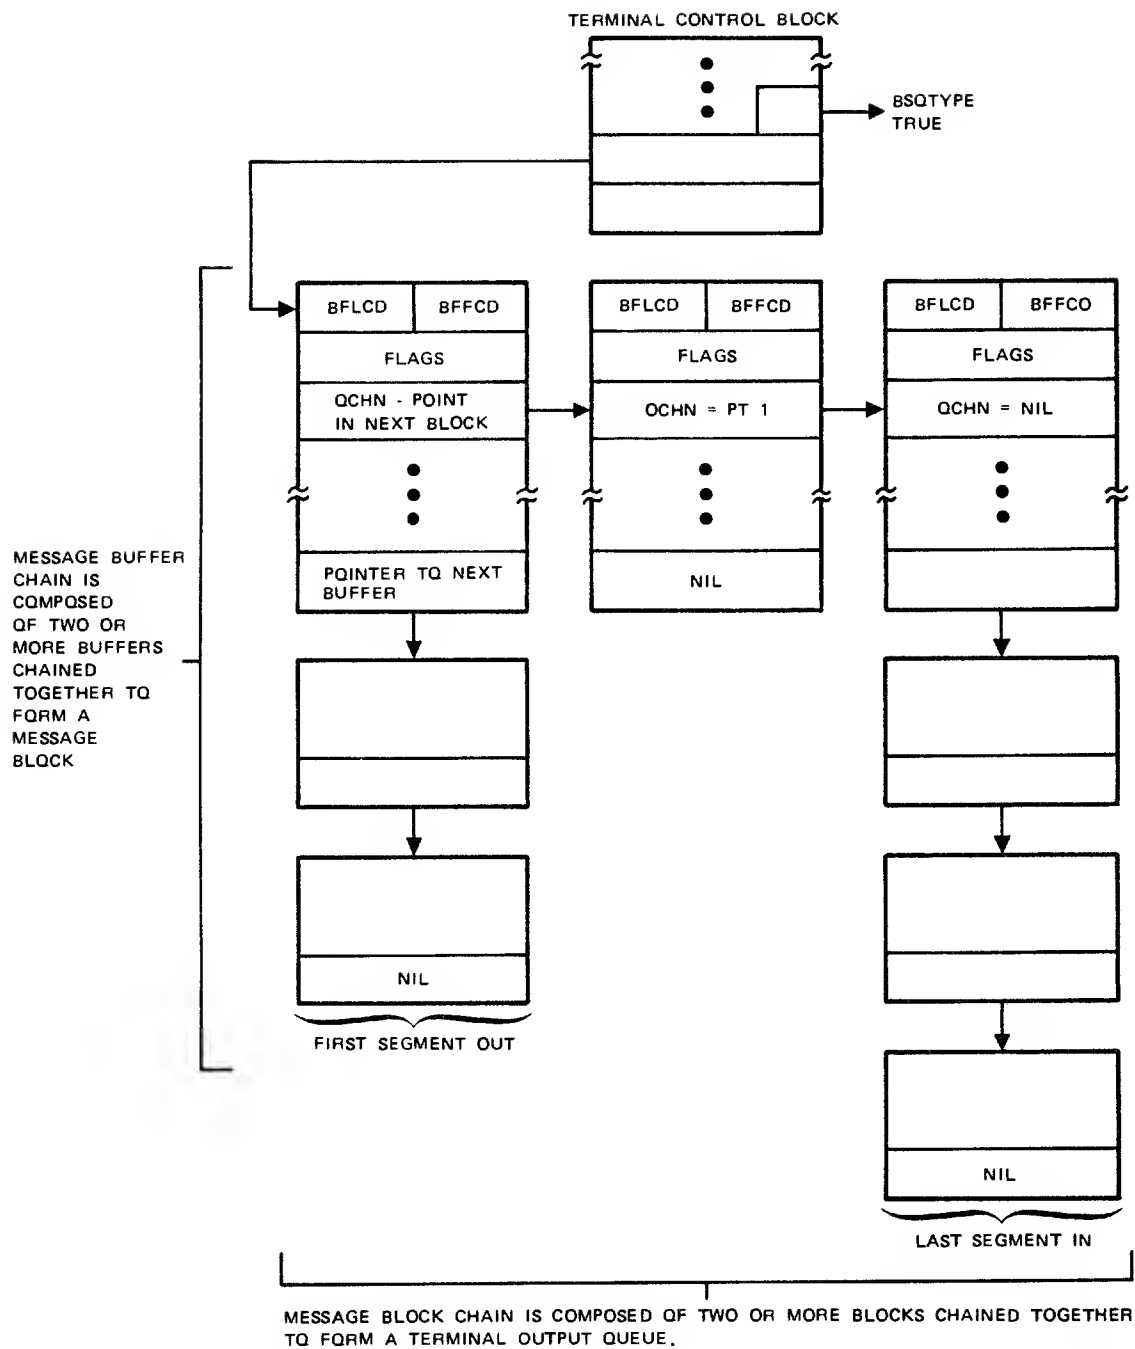 TERMINAL CONTROL BLOCK
BSQTYPE
TRUE
BFLCD BFFCD
FLAGS
QCHN - POINT
IN NEXT BLOCK
POINTER TO NEXT
BUFFER
NIL
FIRST SEGMENT OUT
BFLCD BFFCD
FLAGS
QCHN = PT 1
NIL
BFLCD BFFCO
FLAGS
QCHN = NIL
NIL
LAST SEGMENT IN
MESSAGE BUFFER
CHAIN IS
COMPOSED
OF TWO OR
MORE BUFFERS
CHAINED
TOGETHER TO
FORM A
MESSAGE
BLOCK
MESSAGE BLOCK CHAIN IS COMPOSED OF TWO OR MORE BLOCKS CHAINED TOGETHER
TO FORM A TERMINAL OUTPUT QUEUE.